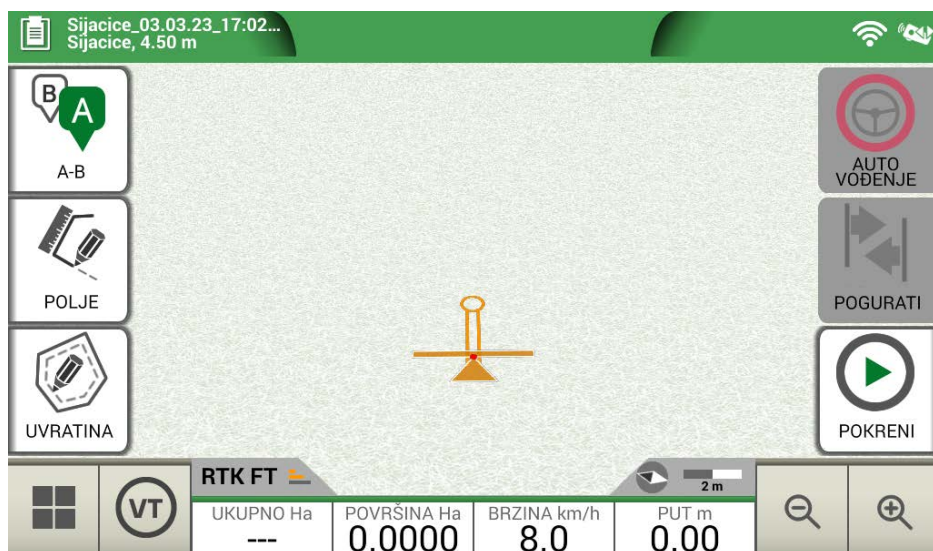 Sijacice_03.03.23_17:02...
Sijacice, 4.50 m
B
A
A-B
POLJE
UVRATINA
AUTO
VOĐENJE
POGURATI
POKRENI
VT
RTK FT
2 m
UKUPNO Ha
---
POVRŠINA Ha
0.0000
BRZINA km/h
8.0
PUT m
0.00